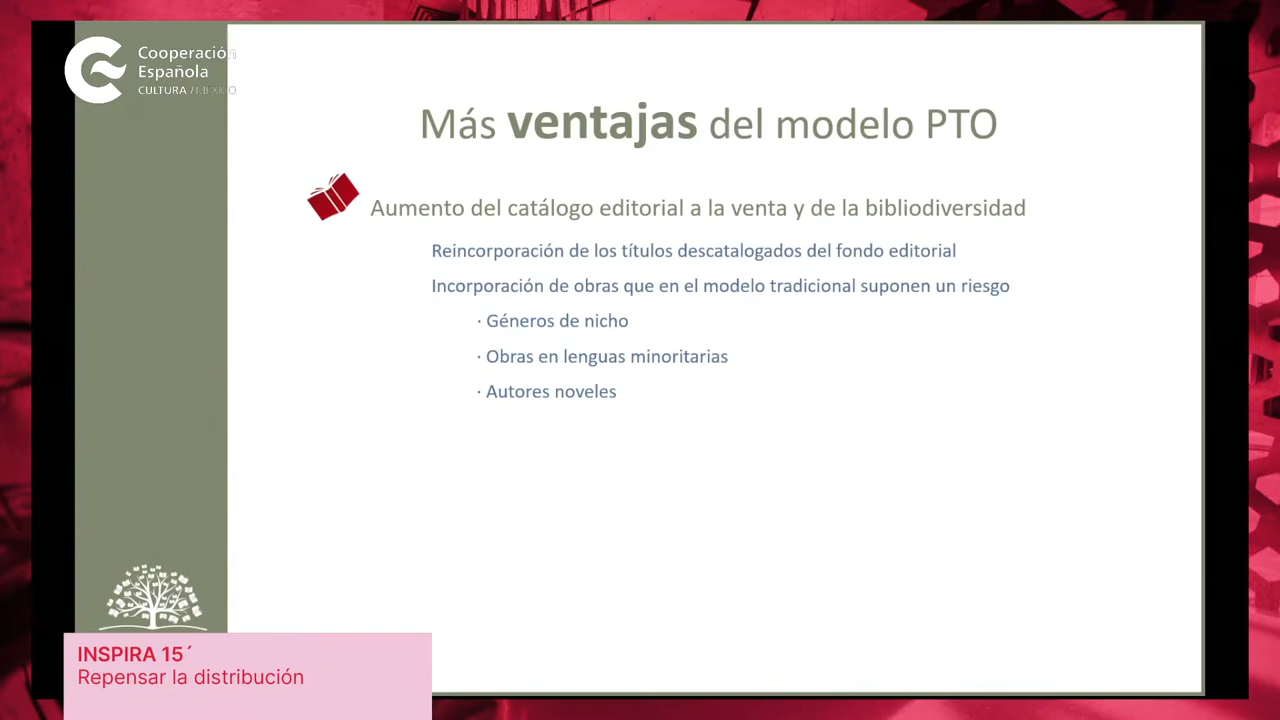 Cooperación
Española
CULTURA / MÉXICO
Más ventajas del modelo PTO
Aumento del catálogo editorial a la venta y de la bibliodiversidad
Reincorporación de los títulos descatalogados del fondo editorial
Incorporación de obras que en el modelo tradicional suponen un riesgo
· Géneros de nicho
· Obras en lenguas minoritarias
· Autores noveles
INSPIRA 15´
Repensar la distribución